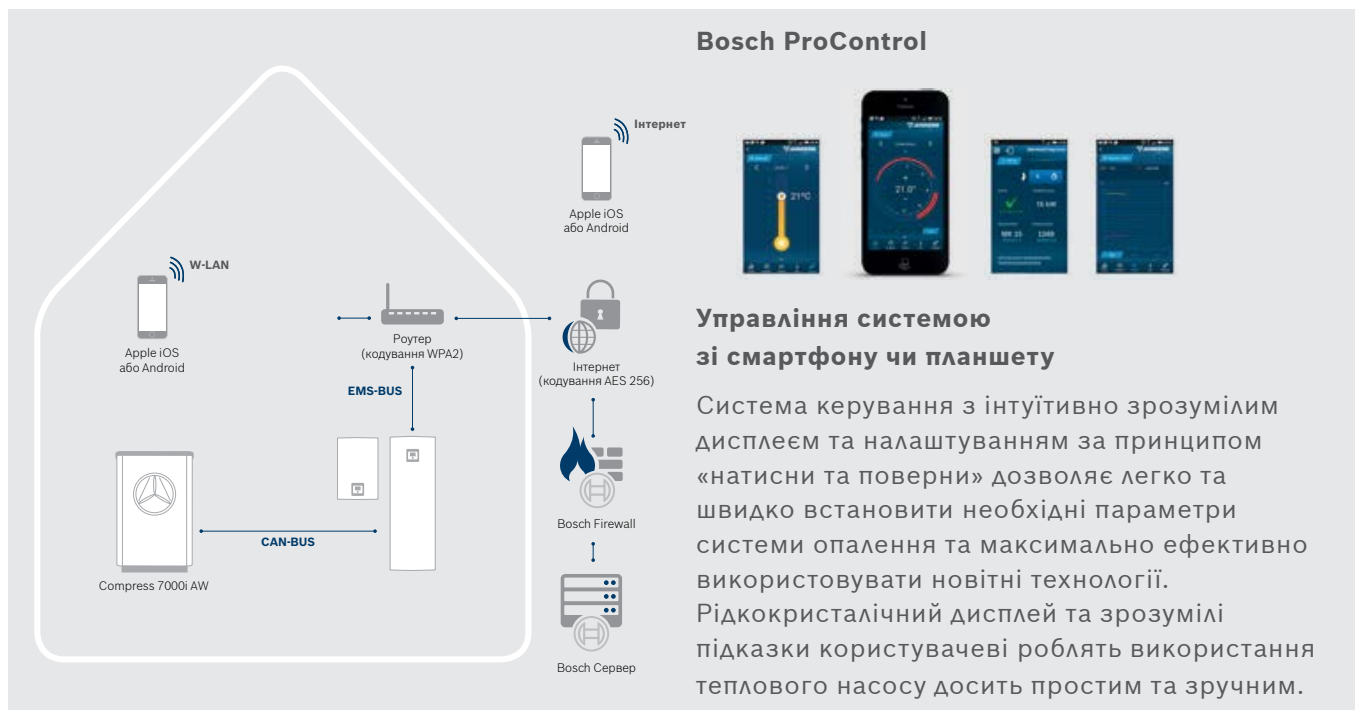 Інтернет
Apple iOS
або Android
W-LAN
Apple iOS
або Android
Роутер
(кодування WPA2)
EMS-BUS
Інтернет
(кодування AES 256)
Bosch Firewall
CAN-BUS
Compress 7000i AW
Bosch Сервер
Bosch ProControl
21°C
21.0°
Управління системою
зі смартфону чи планшету
Система керування з інтуїтивно зрозумілим
дисплеєм та налаштуванням за принципом
«натисни та поверни» дозволяє легко та
швидко встановити необхідні параметри
системи опалення та максимально ефективно
використовувати новітні технології.
Рідкокристалічний дисплей та зрозумілі
підказки користувачеві роблять використання
теплового насосу досить простим та зручним.